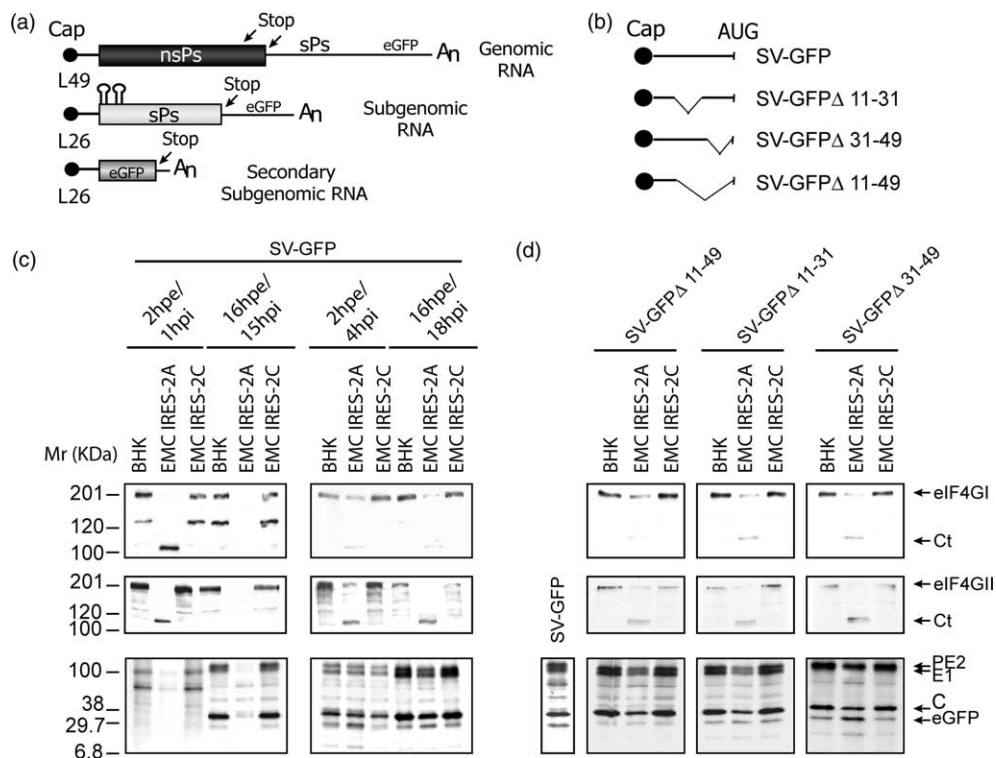 (a)
Cap
Stop
nsPs
sPs
eGFP
An
Genomic
RNA
L49
Stop
sPs
eGFP
An
Subgenomic
RNA
L26
Stop
eGFP
An
Secondary
Subgenomic RNA
L26
(b)
Cap
AUG
SV-GFP
SV-GFPΔ 11-31
SV-GFPΔ 31-49
SV-GFPΔ 11-49
(c)
SV-GFP
2hpe/
1hpi
16hpe/
15hpi
2hpe/
4hpi
16hpe/
18hpi
BHK
EMC IRES-2A
EMC IRES-2C
BHK
EMC IRES-2A
EMC IRES-2C
BHK
EMC IRES-2A
EMC IRES-2C
BHK
EMC IRES-2A
EMC IRES-2C
Mr (KDa)
201
120
100
201
120
100
100
38
29.7
6.8
(d)
SV-GFPΔ 11-49
SV-GFPΔ 11-31
SV-GFPΔ 31-49
BHK
EMC IRES-2A
EMC IRES-2C
BHK
EMC IRES-2A
EMC IRES-2C
BHK
EMC IRES-2A
EMC IRES-2C
eIF4GI
Ct
eIF4GII
Ct
SV-GFP
PE2
E1
C
eGFP